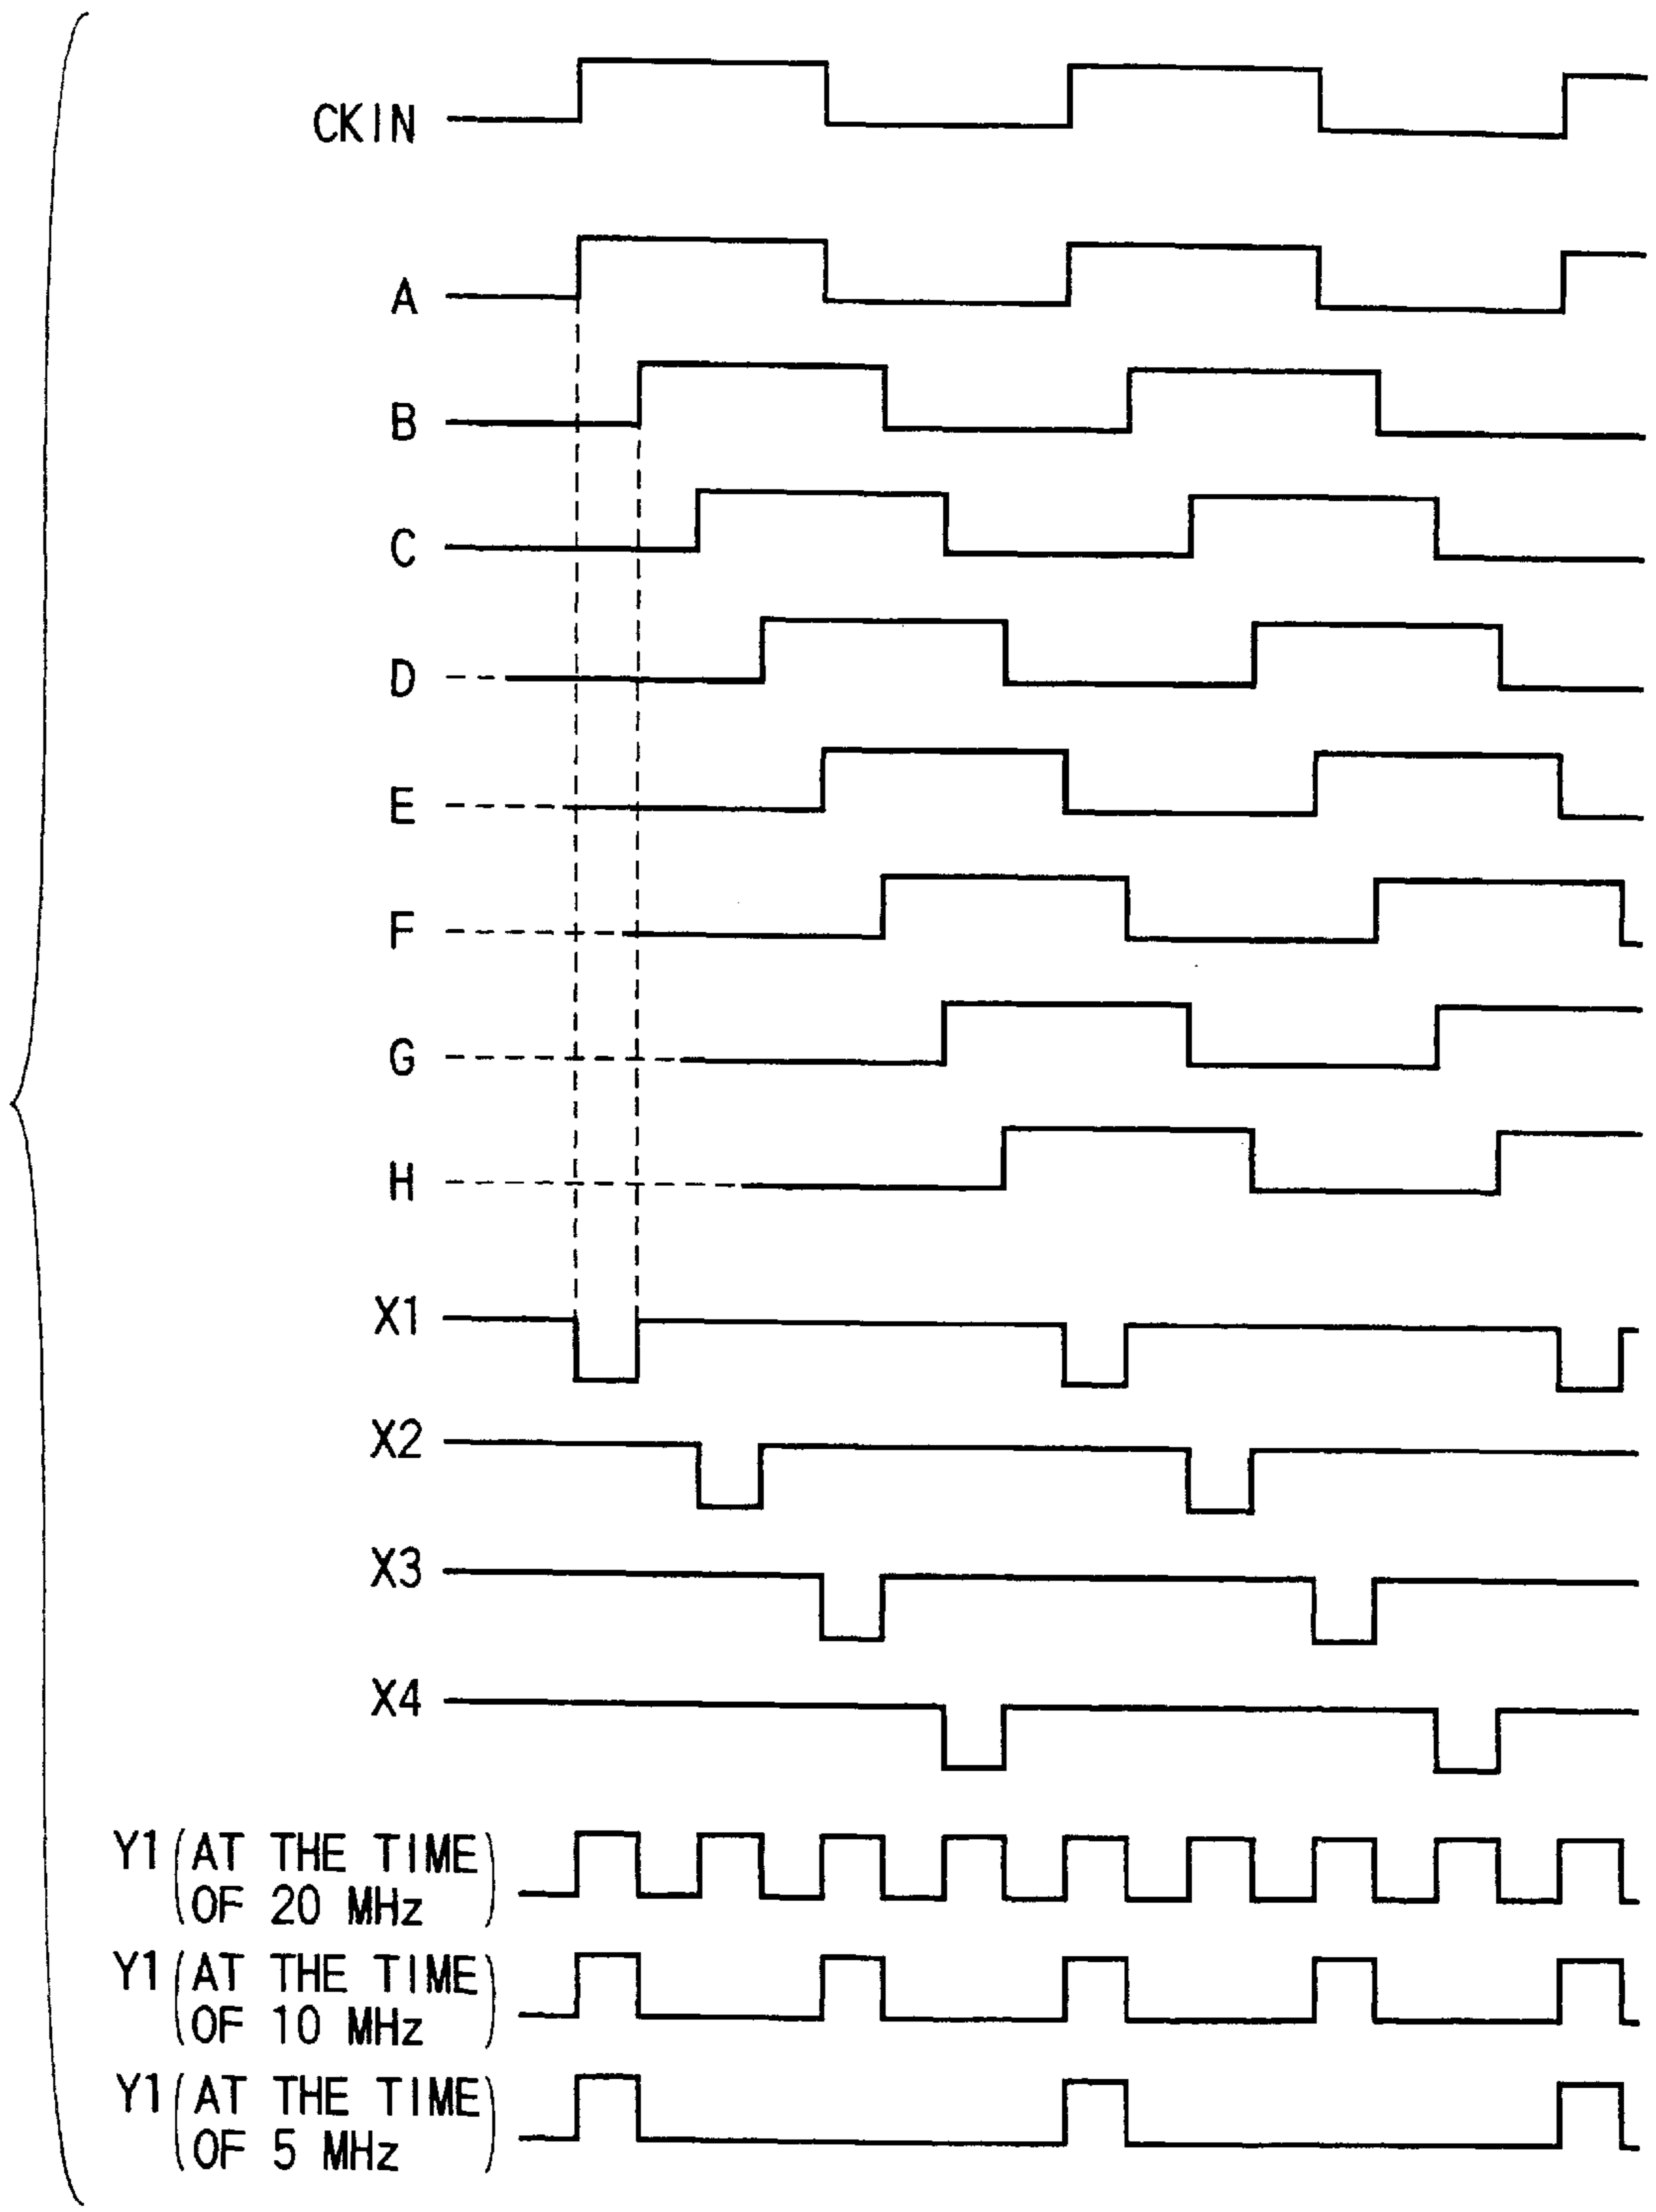 CKIN
A
B
C
D
E
F
G
H
X1
X2
X3
X4
Y1 (AT THE TIME
OF 20 MHz)
Y1 (AT THE TIME
OF 10 MHz)
Y1 (AT THE TIME
OF 5 MHz)